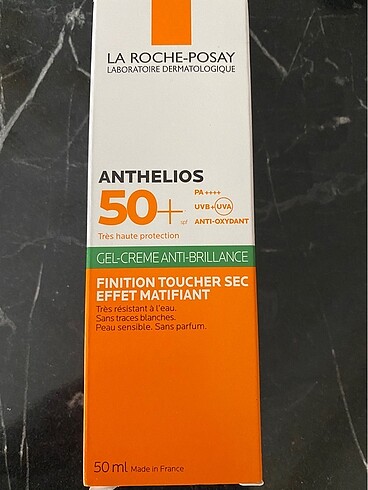 LA ROCHE-POSAY
LABORATOIRE DERMATOLOGIQUE
ANTHELIOS
50+ spf
PA ++++
UVB+UVA
ANTI-OXYDANT
Très haute protection
GEL-CREME ANTI-BRILLANCE
FINITION TOUCHER SEC
EFFET MATIFIANT
Très résistant à l'eau.
Sans traces blanches.
Peau sensible. Sans parfum.
50 ml Made in France